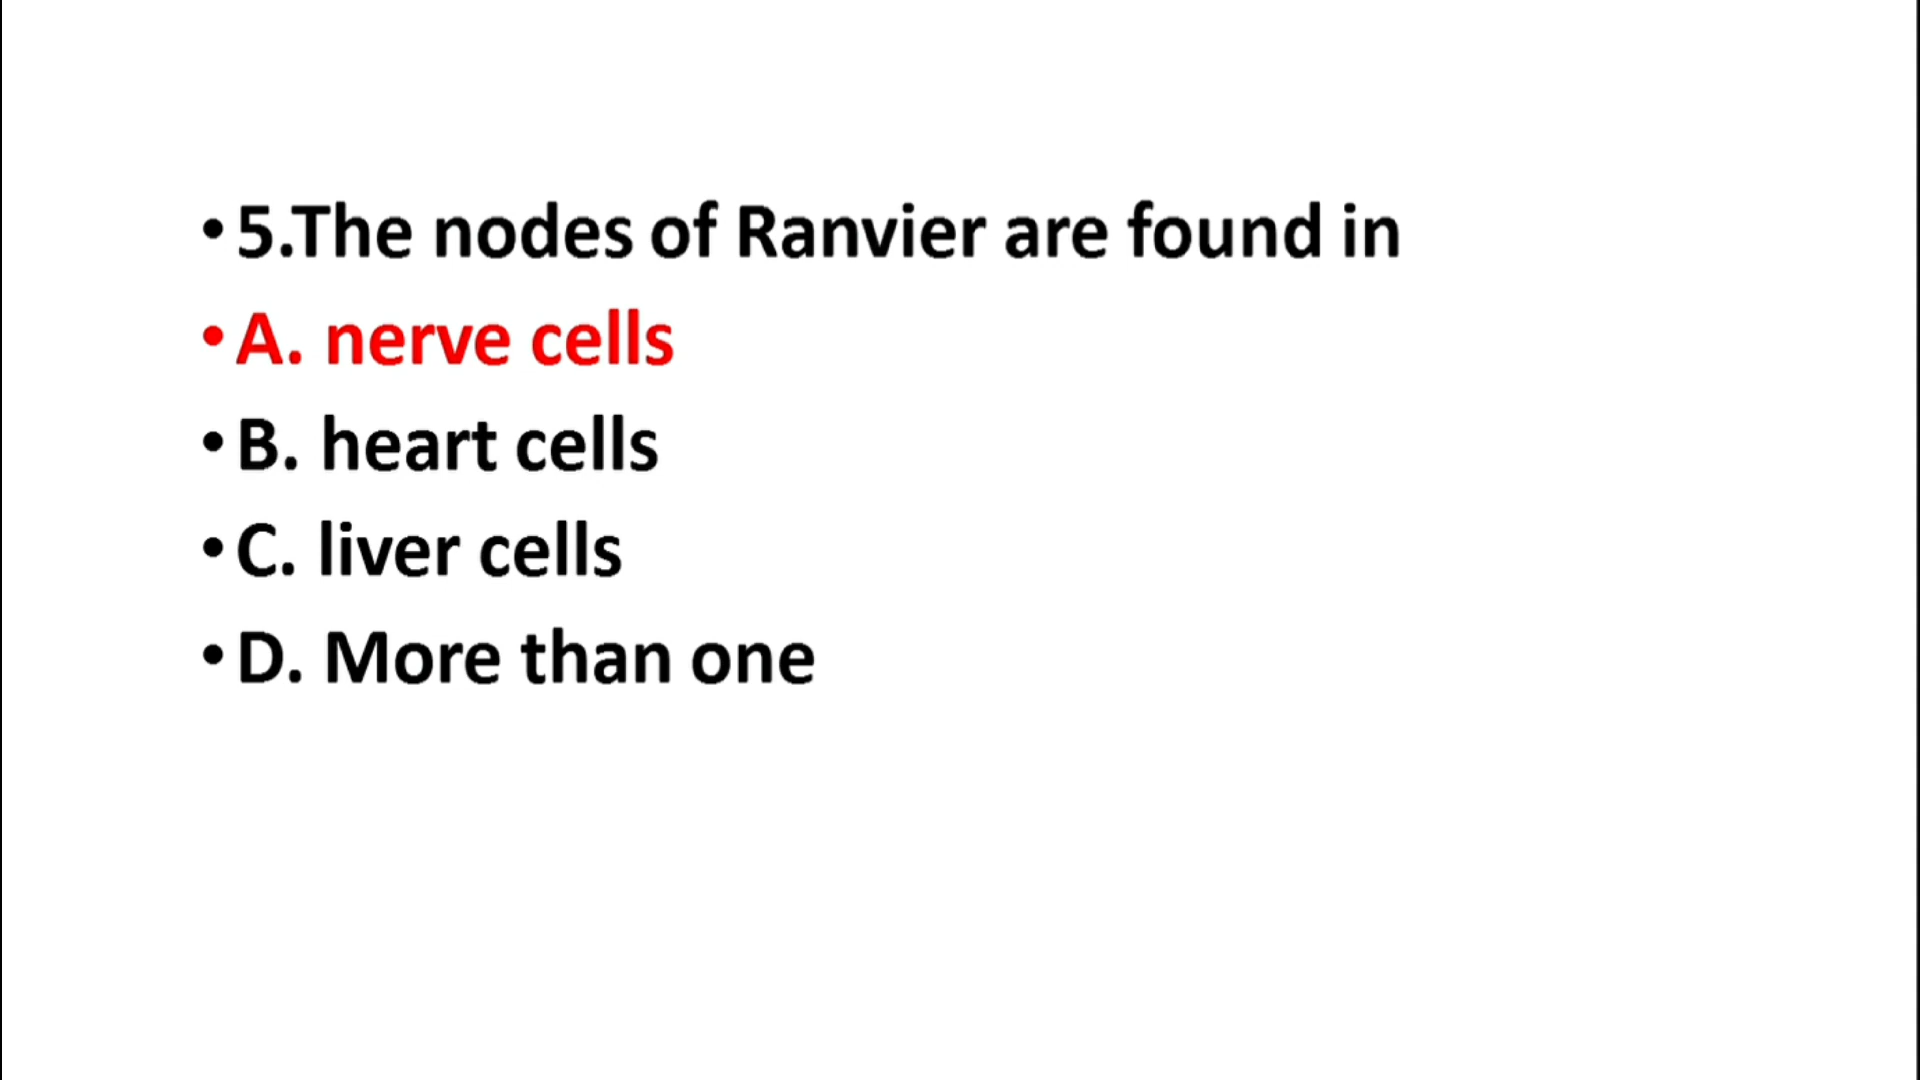 • 5.The nodes of Ranvier are found in
• A. nerve cells
• B. heart cells
• C. liver cells
• D. More than one